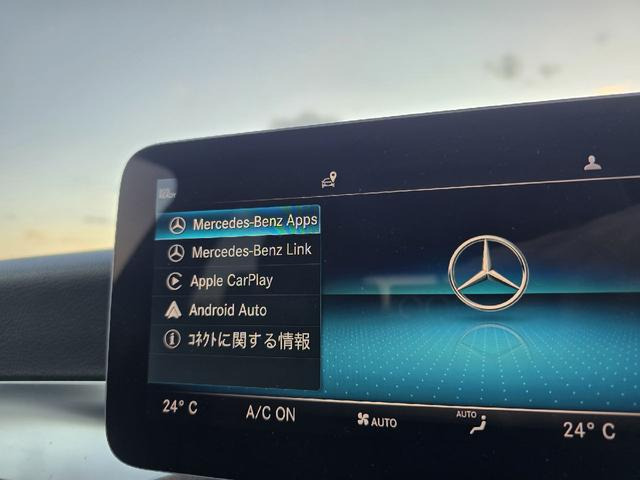 Mercedes-Benz Apps
Mercedes-Benz Link
Apple CarPlay
Android Auto
ｺﾈｸﾄに関する情報
24°C
A/C ON
AUTO
AUTO
24°C